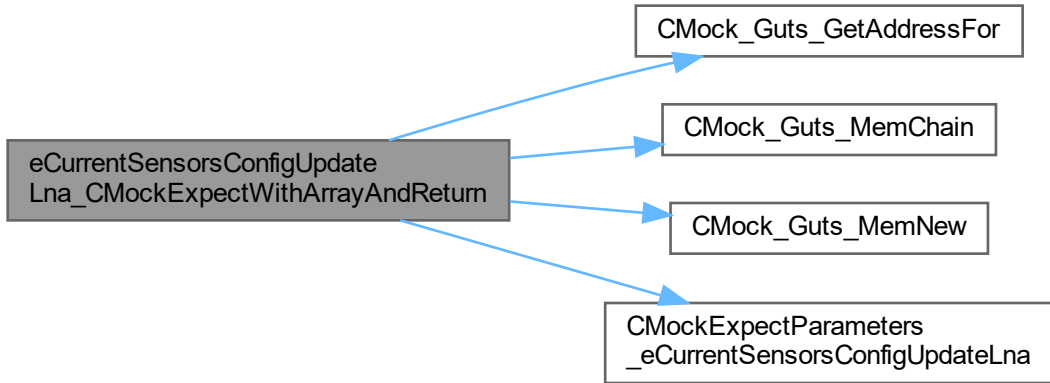 CMock_Guts_GetAddressFor
CMock_Guts_MemChain
eCurrentSensorsConfigUpdate
Lna_CMockExpectWithArrayAndReturn
CMock_Guts_MemNew
CMockExpectParameters
_eCurrentSensorsConfigUpdateLna